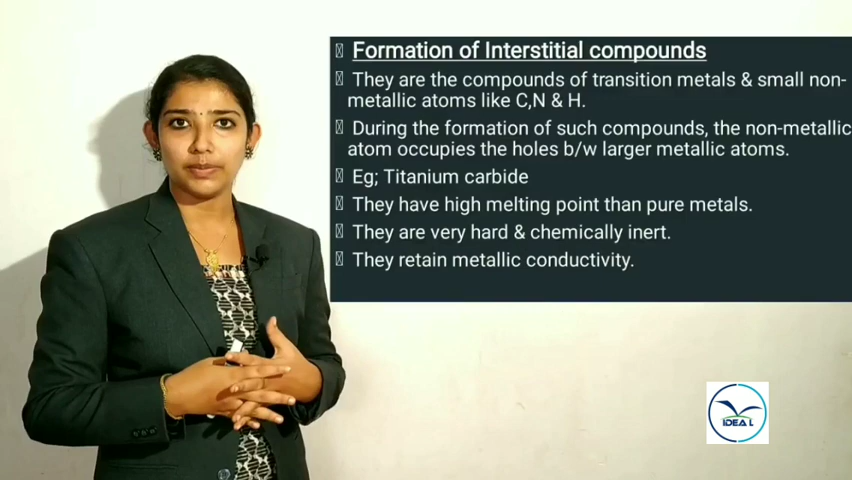 Formation of Interstitial compounds
They are the compounds of transition metals & small non-
metallic atoms like C,N & H.
During the formation of such compounds, the non-metallic
atom occupies the holes b/w larger metallic atoms.
Eg; Titanium carbide
They have high melting point than pure metals.
They are very hard & chemically inert.
They retain metallic conductivity.
IDEAL